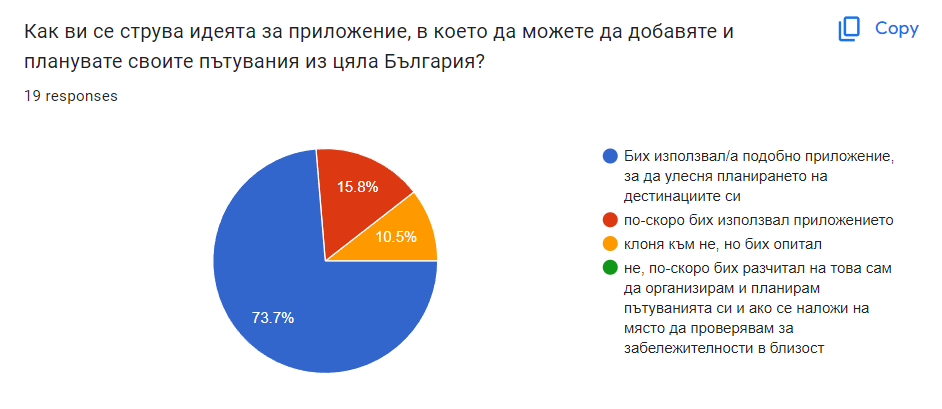 Как ви се струва идеята за приложение, в което да можете да добавяте и
Copy
планувате своите пътувания из цяла България?
19 responses
15.8%
10.5%
73.7%
Бих използвал/а подобно приложение,
за да улесня планирането на
дестинациите си
по-скоро бих използвал приложението
клоня към не, но бих опитал
не, по-скоро бих разчитал на това сам
да организирам и планирам
пътуванията си и ако се наложи на
място да проверявам за
забележителности в близост